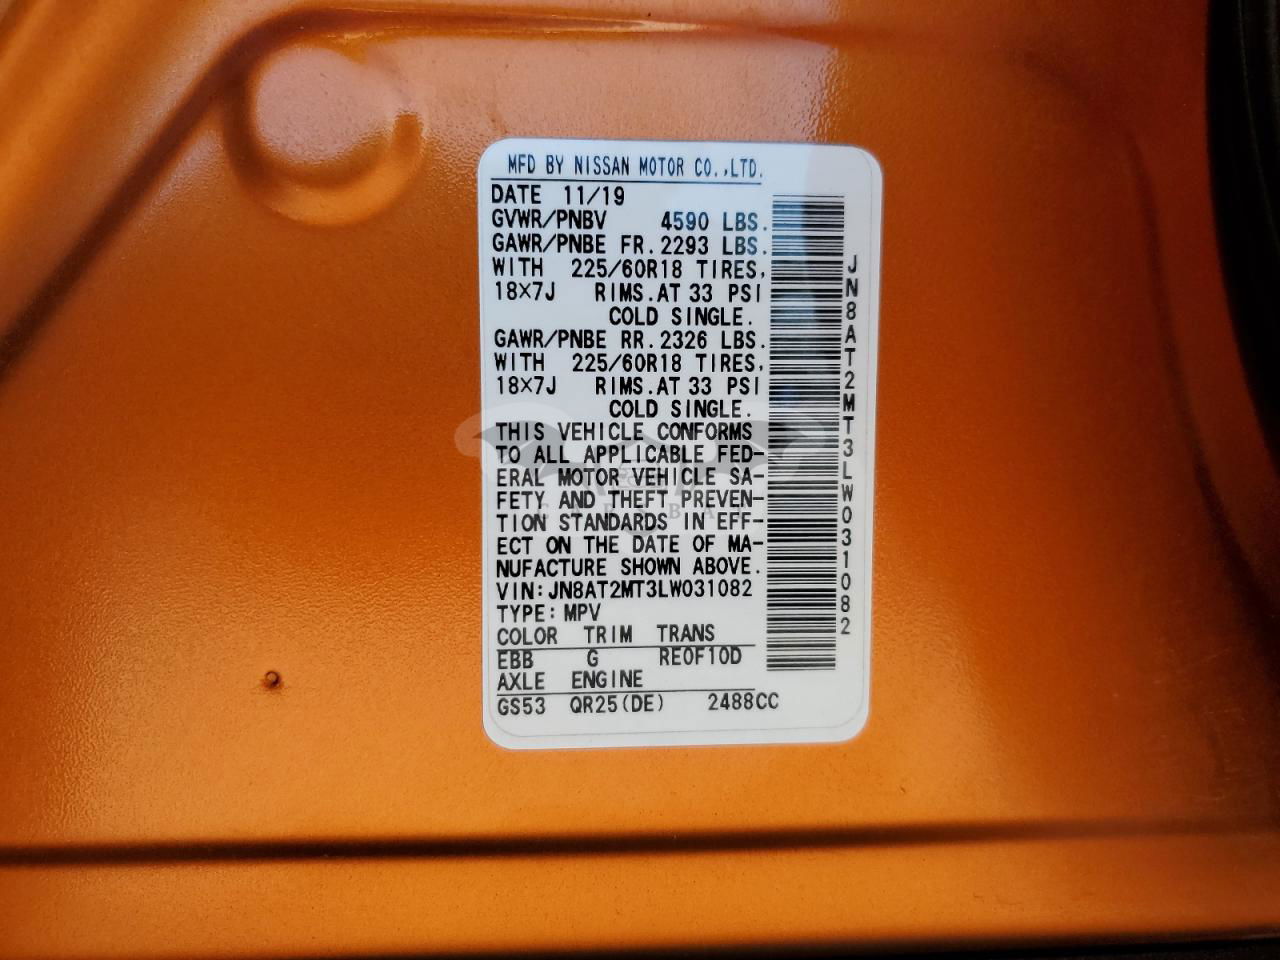 MFD BY NISSAN MOTOR CO.,LTD.
DATE 11/19
GVWR/PNBV 4590 LBS.
GAWR/PNBE FR. 2293 LBS.
WITH 225/60R18 TIRES,
18×7J RIMS. AT 33 PSI
COLD SINGLE.
GAWR/PNBE RR. 2326 LBS.
WITH 225/60R18 TIRES,
18×7J RIMS. AT 33 PSI
COLD SINGLE.
THIS VEHICLE CONFORMS
TO ALL APPLICABLE FED-
ERAL MOTOR VEHICLE SA-
FETY AND THEFT PREVEN-
TION STANDARDS IN EFF-
ECT ON THE DATE OF MA-
NUFACTURE SHOWN ABOVE.
VIN: JN8AT2MT3LW031082
TYPE: MPV
COLOR TRIM TRANS
EBB G RE0F10D
AXLE ENGINE
GS53 QR25(DE) 2488CC
JN8AT2MT3LW031082